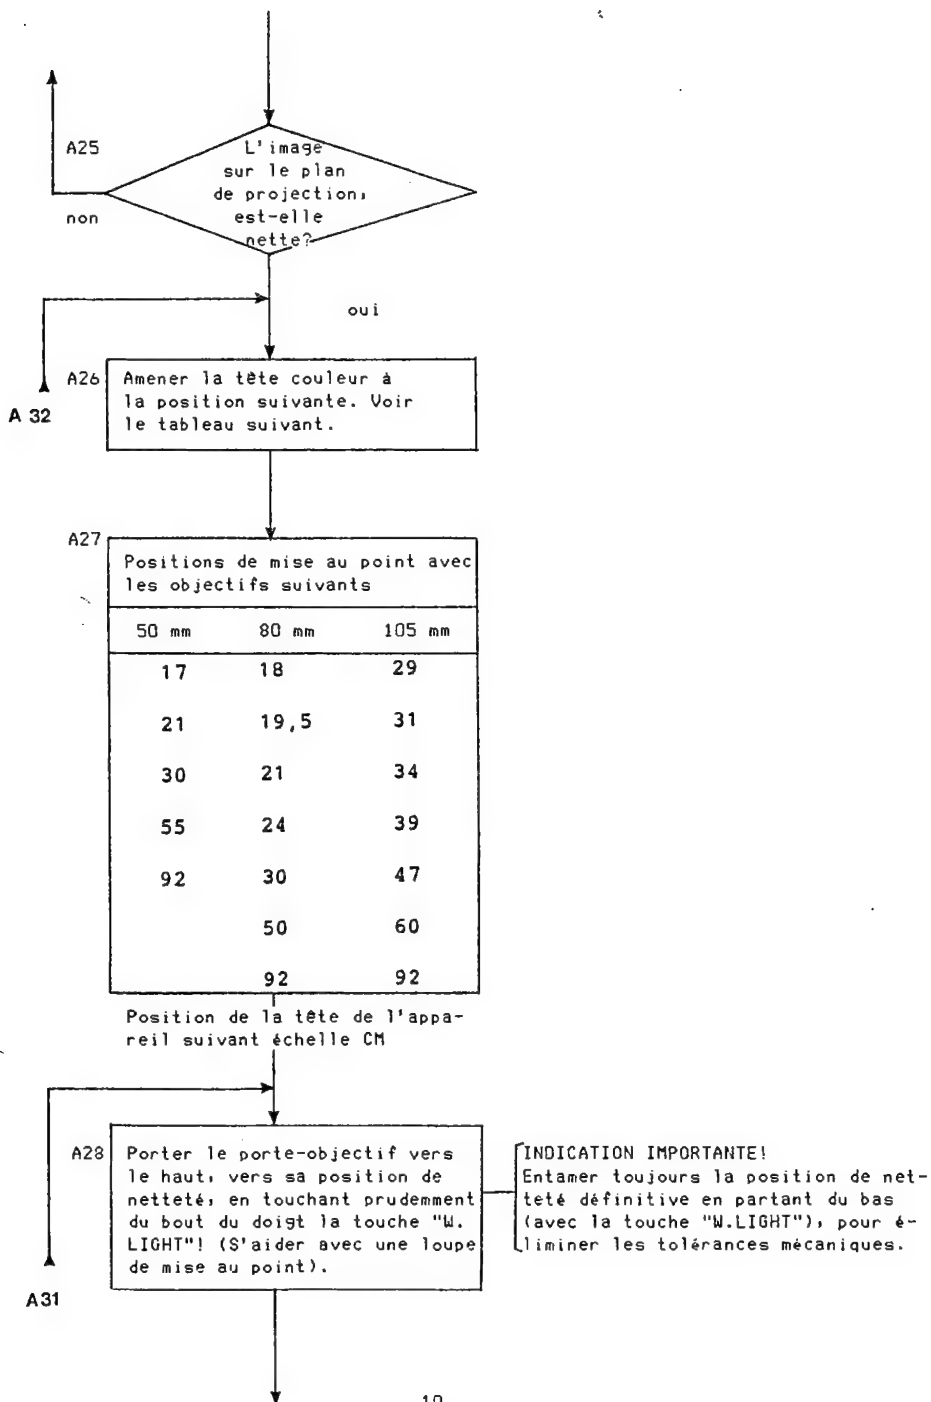 A25
L'image
sur le plan
de projection,
est-elle
nette?
non
oui
A 32
A26
Amener la tête couleur à
la position suivante. Voir
le tableau suivant.
A27
Positions de mise au point avec
les objectifs suivants
50 mm 80 mm 105 mm
17 18 29
21 19,5 31
30 21 34
55 24 39
92 30 47
50 60
92 92
Position de la tête de l'appa-
reil suivant échelle CM
A28
Porter le porte-objectif vers
le haut, vers sa position de
netteté, en touchant prudemment
du bout du doigt la touche "W.
LIGHT"! (S'aider avec une loupe
de mise au point).
INDICATION IMPORTANTE!
Entamer toujours la position de net-
teté définitive en partant du bas
(avec la touche "W.LIGHT"), pour é-
liminer les tolérances mécaniques.
A31